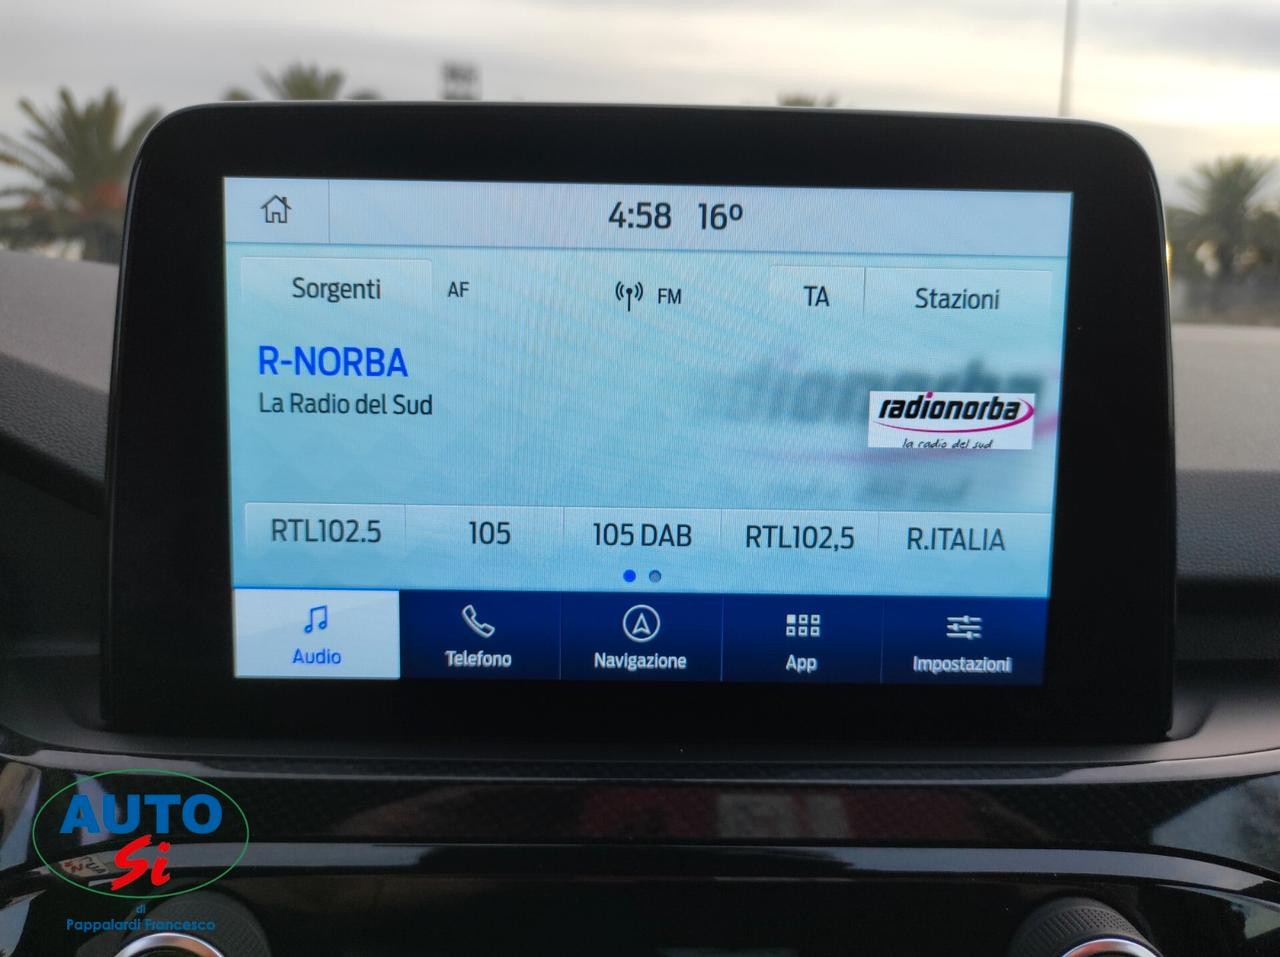 4:58 16º
Sorgenti AF FM TA Stazioni
R-NORBA
La Radio del Sud
radionorba
la radio del sud
RTL102.5 105 105 DAB RTL102,5 R.ITALIA
Audio Telefono Navigazione App Impostazioni
AUTO
Si
di
Pappalardi Francesco